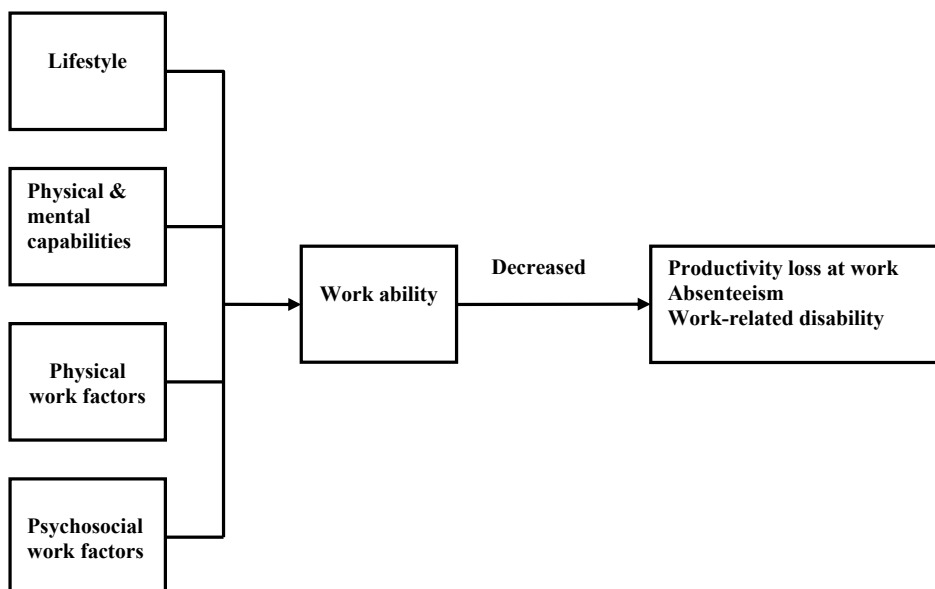 Lifestyle
Physical &
mental
capabilities
Physical
work factors
Psychosocial
work factors
Work ability
Decreased
Productivity loss at work
Absenteeism
Work-related disability